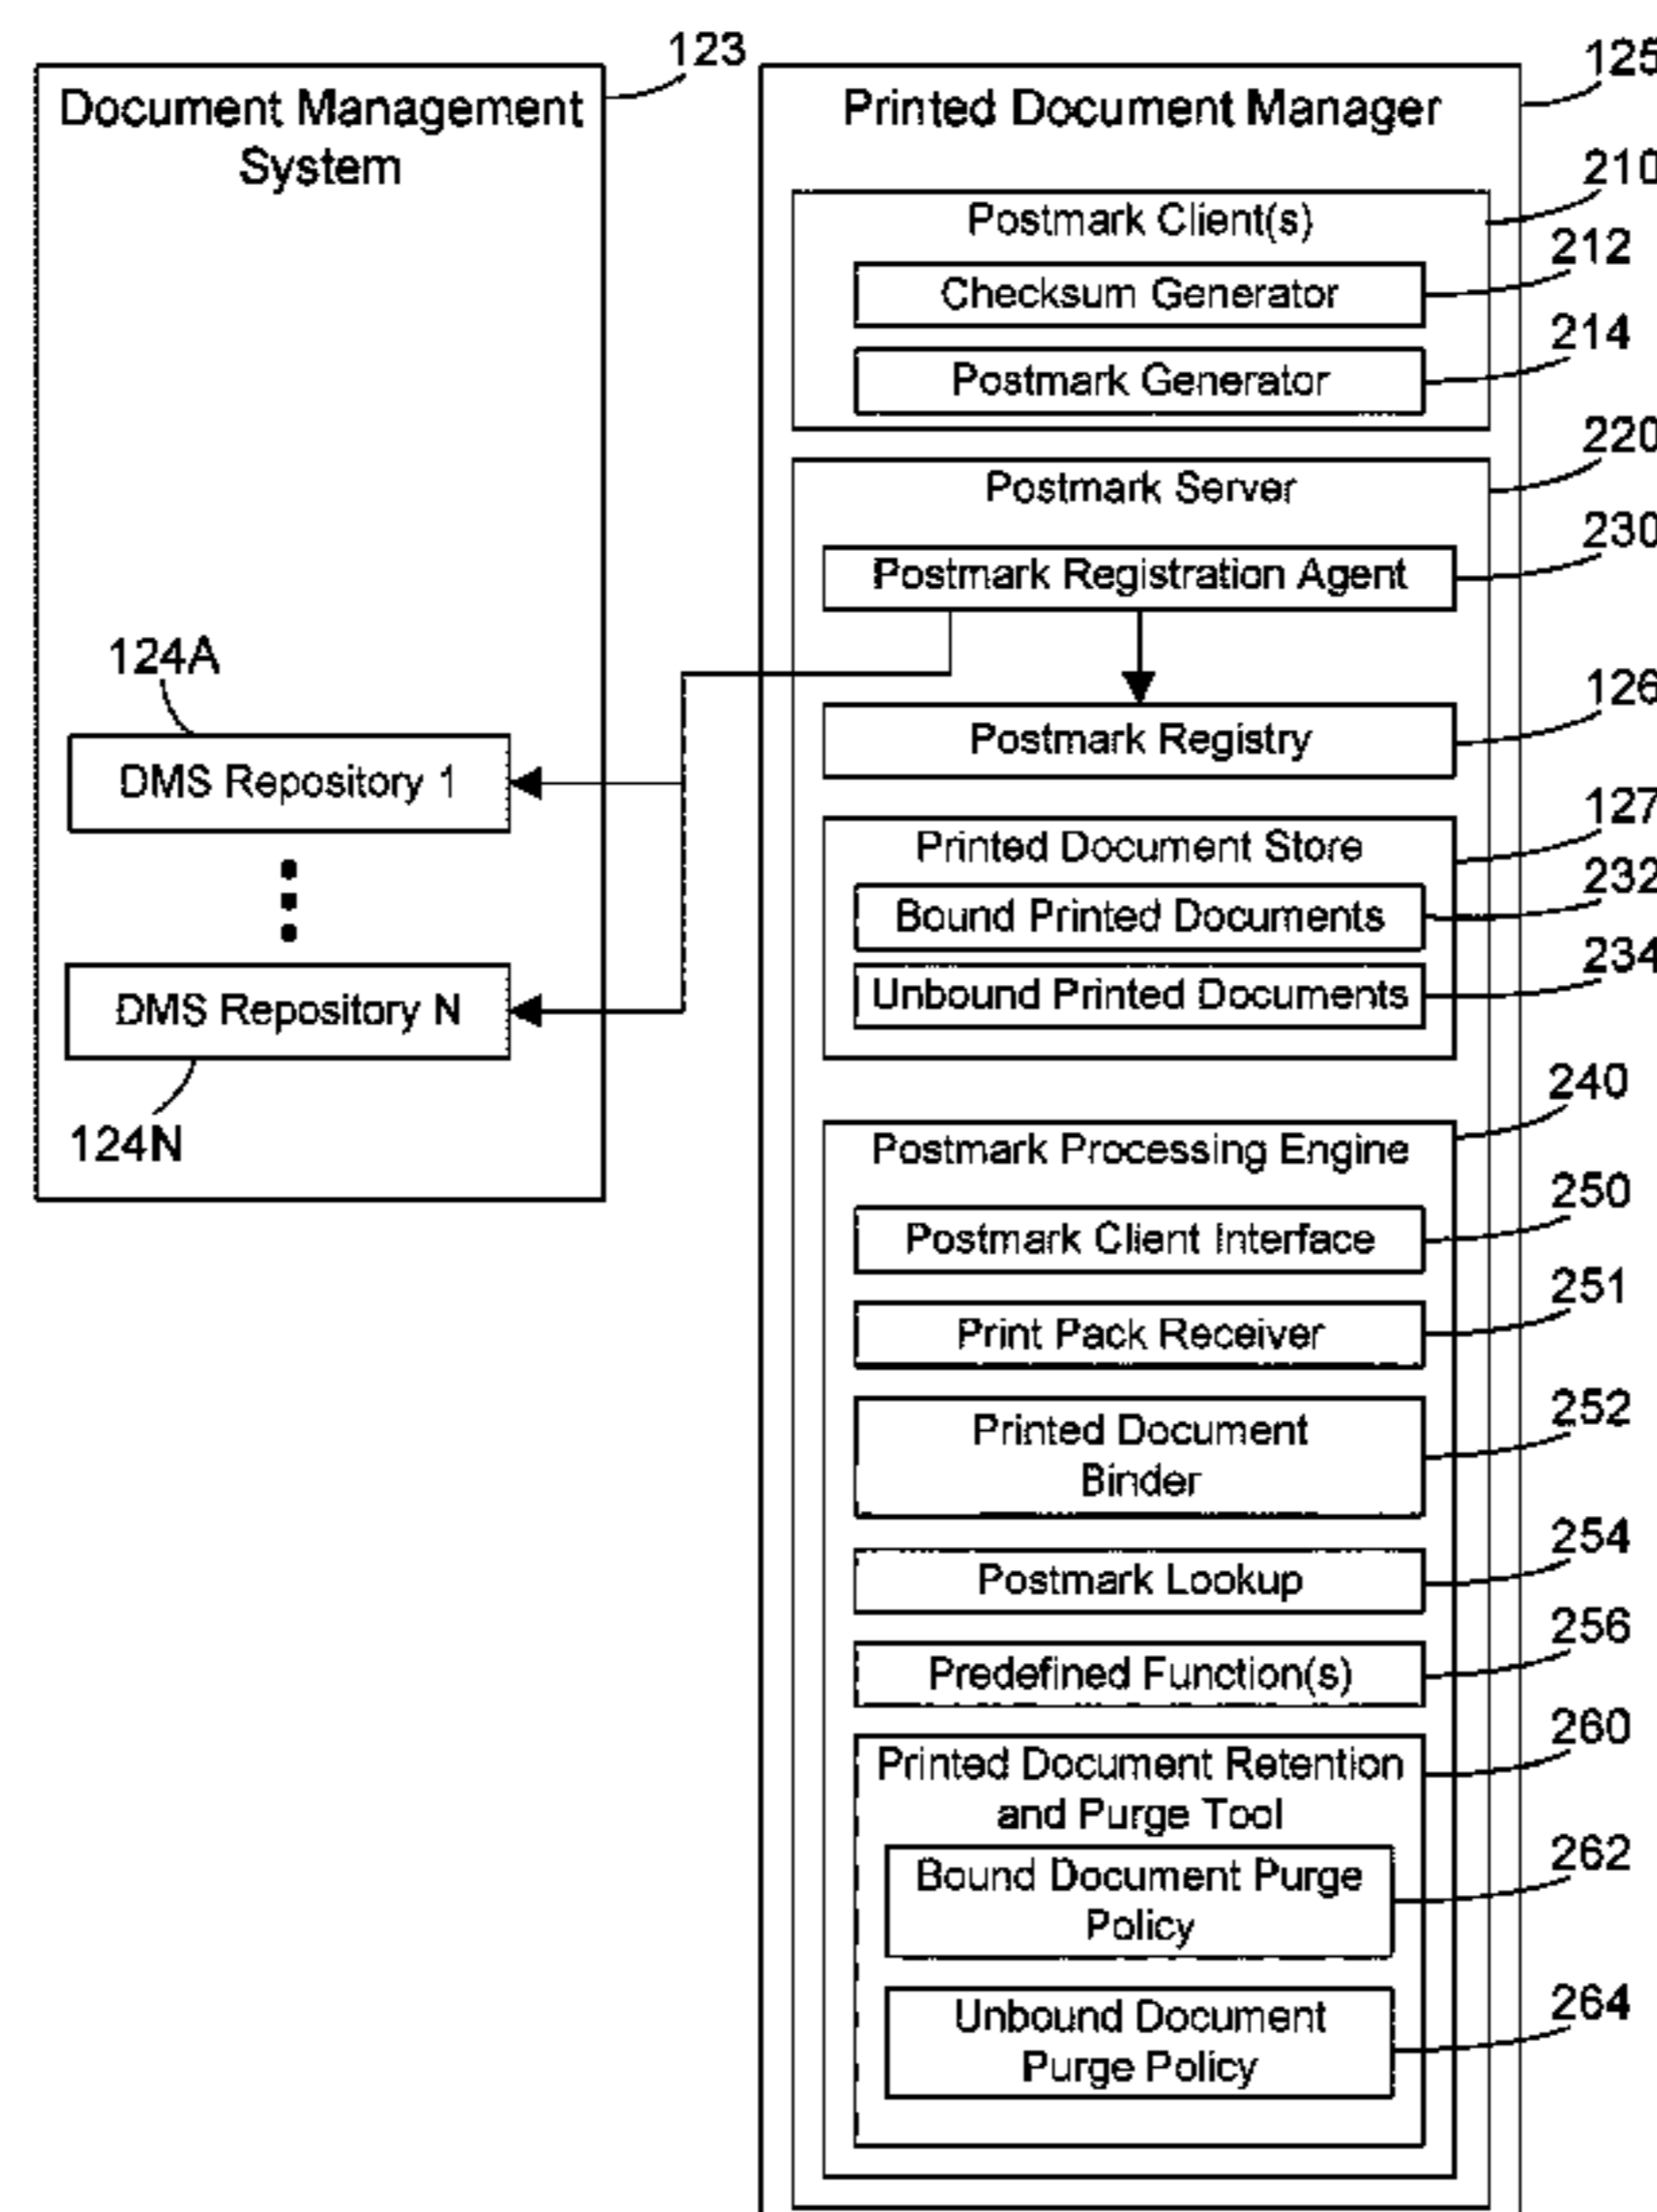 123
Document Management
System
124A
DMS Repository 1
DMS Repository N
124N
125
Printed Document Manager
210
Postmark Client(s)
212
Checksum Generator
214
Postmark Generator
220
Postmark Server
230
Postmark Registration Agent
126
Postmark Registry
127
Printed Document Store
232
Bound Printed Documents
234
Unbound Printed Documents
240
Postmark Processing Engine
250
Postmark Client Interface
251
Print Pack Receiver
252
Printed Document
Binder
254
Postmark Lookup
256
Predefined Function(s)
260
Printed Document Retention
and Purge Tool
262
Bound Document Purge
Policy
264
Unbound Document
Purge Policy